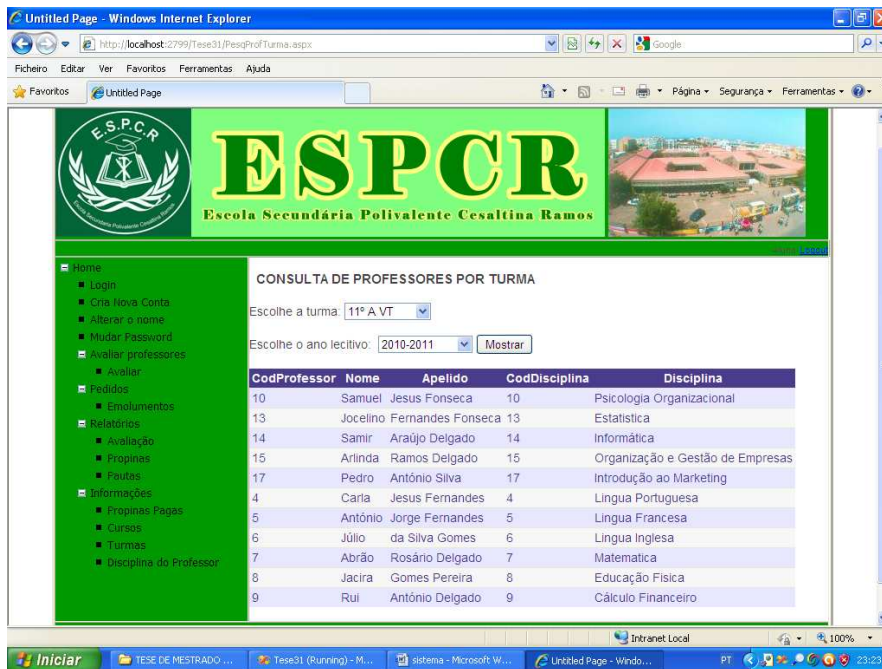 Untitled Page - Windows Internet Explorer
http://localhost:2799/Tese31/PesqProfTurma.aspx
Google
Ficheiro Editar Ver Favoritos Ferramentas Ajuda
Favoritos Untitled Page Página Segurança Ferramentas
E.S.P.C.R
Escola Secundária Polivalente Cesaltina Ramos
ESPCR
Escola Secundária Polivalente Cesaltina Ramos
Logout
Home
Login
Cria Nova Conta
Alterar o nome
Mudar Password
Avaliar professores
Avaliar
Pedidos
Emolumentos
Relatórios
Avaliação
Propinas
Pautas
Informações
Propinas Pagas
Cursos
Turmas
Disciplina do Professor
CONSULTA DE PROFESSORES POR TURMA
Escolhe a turma: 11º A VT
Escolhe o ano lecitivo: 2010-2011 Mostrar
CodProfessor Nome Apelido CodDisciplina Disciplina
10 Samuel Jesus Fonseca 10 Psicologia Organizacional
13 Jocelino Fernandes Fonseca 13 Estatistica
14 Samir Araújo Delgado 14 Informática
15 Arlinda Ramos Delgado 15 Organização e Gestão de Empresas
17 Pedro António Silva 17 Introdução ao Marketing
4 Carla Jesus Fernandes 4 Lingua Portuguesa
5 António Jorge Fernandes 5 Lingua Francesa
6 Júlio da Silva Gomes 6 Lingua Inglesa
7 Abrão Rosário Delgado 7 Matematica
8 Jacira Gomes Pereira 8 Educação Fisica
9 Rui António Delgado 9 Cálculo Financeiro
Intranet Local 100%
Iniciar TESE DE MESTRADO ... Tese31 (Running) - M... sistema - Microsoft W... Untitled Page - Windo... PT 23:23